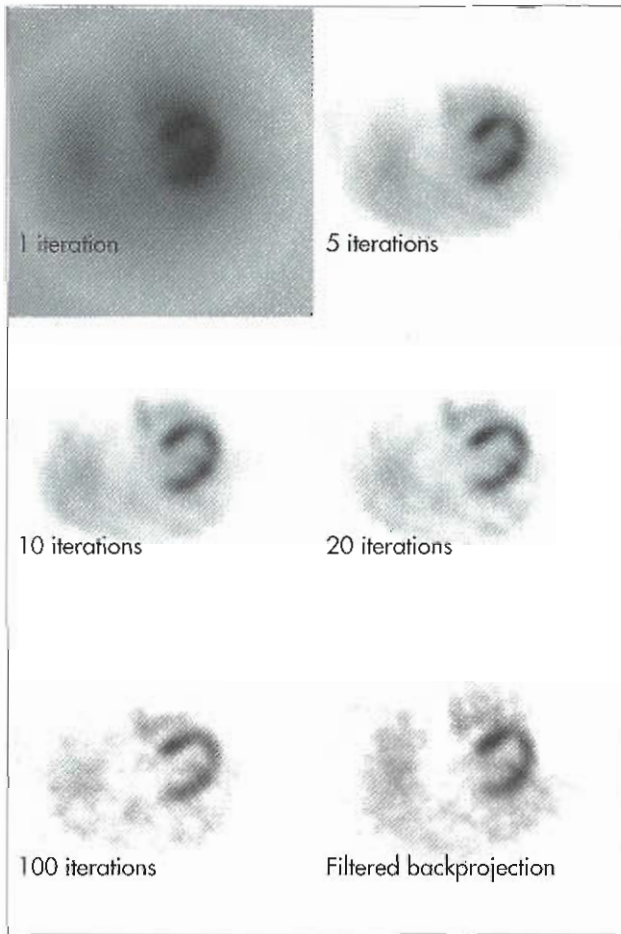 1 iteration
5 iterations
10 iterations
20 iterations
100 iterations
Filtered backprojection